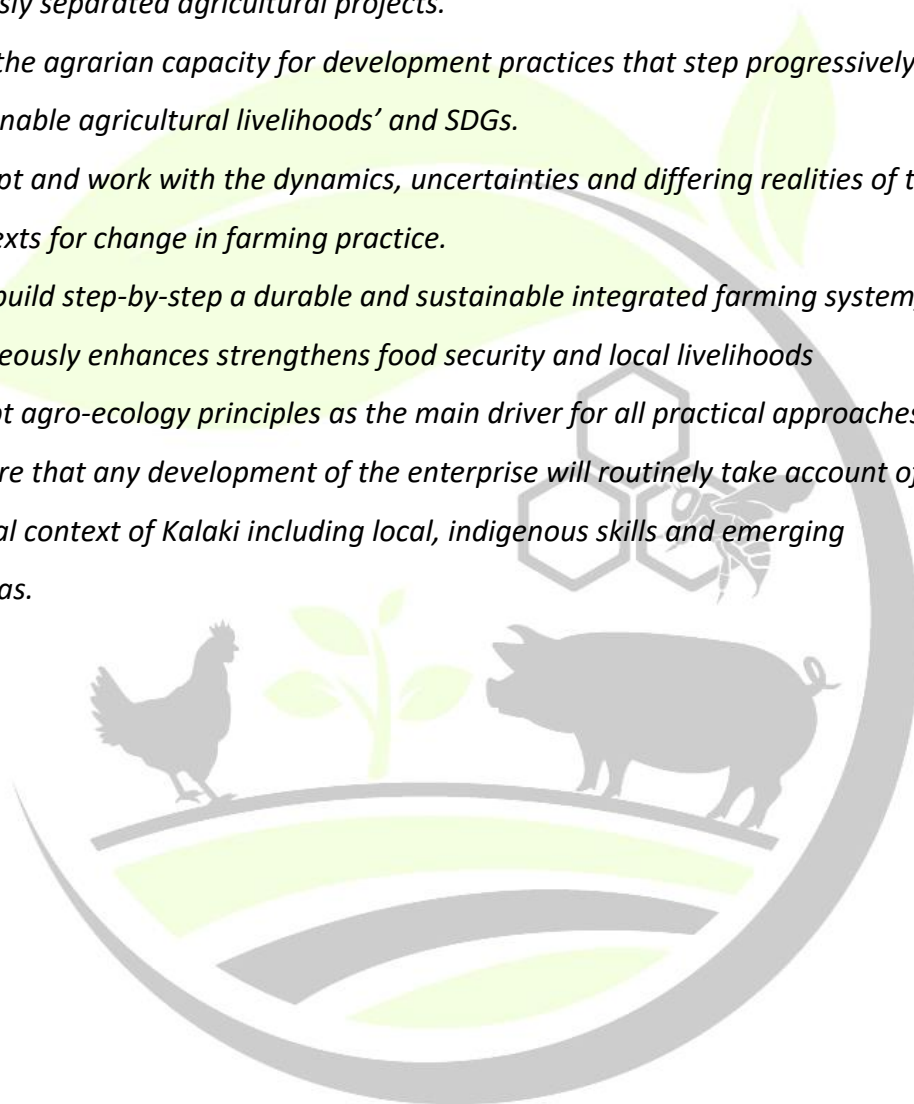 sly separated agricultural projects.
the agrarian capacity for development practices that step progressively
nable agricultural livelihoods’ and SDGs.
pt and work with the dynamics, uncertainties and differing realities of t
exts for change in farming practice.
build step-by-step a durable and sustainable integrated farming system,
eously enhances strengthens food security and local livelihoods
pt agro-ecology principles as the main driver for all practical approaches
re that any development of the enterprise will routinely take account of
al context of Kalaki including local, indigenous skills and emerging
as.